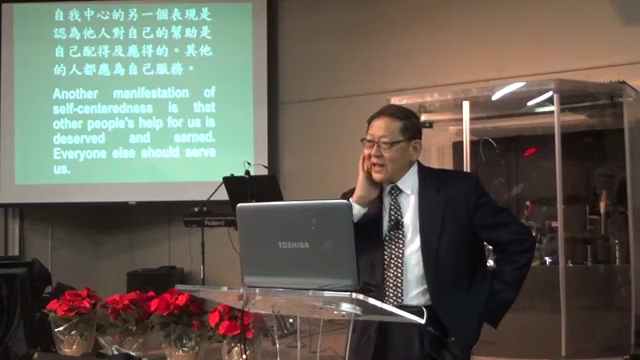 自我中心的另一個表現是
認為他人對自己的幫助是
自己配得及應得的。其他
的人都應為自己服務。
Another manifestation of
self-centeredness is that
other people's help for us is
deserved and earned.
Everyone else should serve
us.
Roland
TOSHIBA